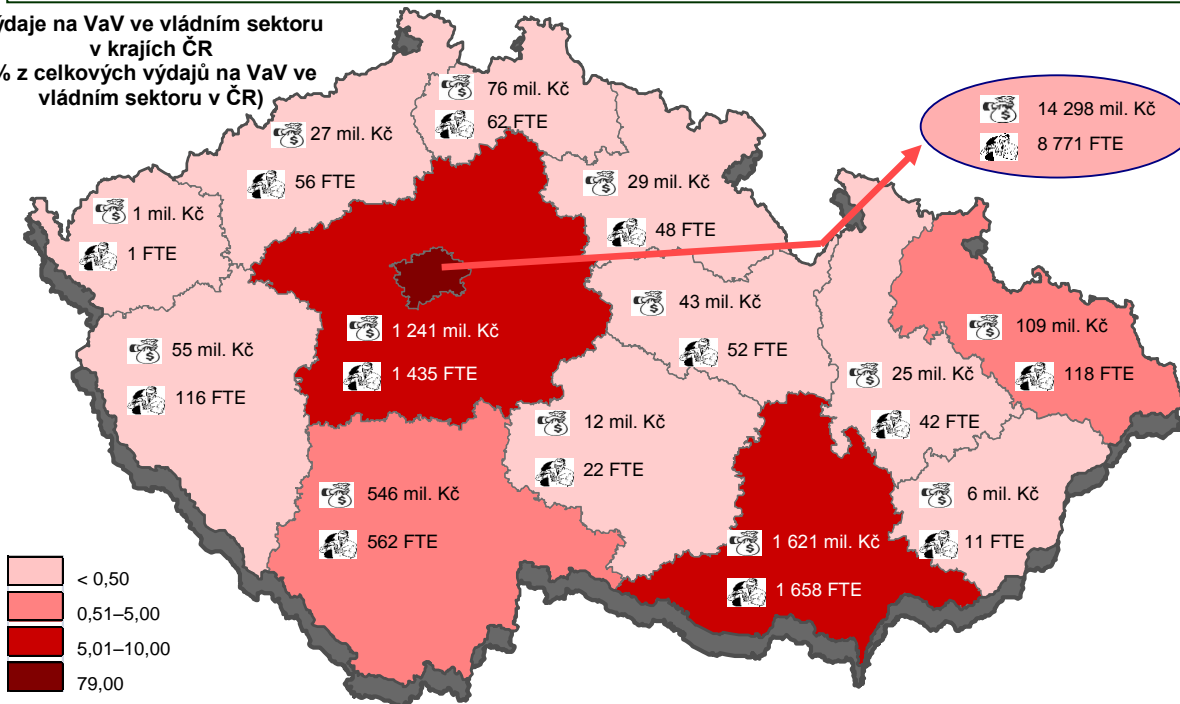 ýdaje na VaV ve vládním sektoru
v krajích ČR
% z celkových výdajů na VaV ve
vládním sektoru v ČR)
76 mil. Kč
62 FTE
14 298 mil. Kč
8 771 FTE
27 mil. Kč
56 FTE
29 mil. Kč
48 FTE
1 mil. Kč
1 FTE
43 mil. Kč
52 FTE
109 mil. Kč
118 FTE
1 241 mil. Kč
1 435 FTE
55 mil. Kč
116 FTE
25 mil. Kč
42 FTE
12 mil. Kč
22 FTE
546 mil. Kč
562 FTE
6 mil. Kč
11 FTE
1 621 mil. Kč
1 658 FTE
< 0,50
0,51–5,00
5,01–10,00
79,00